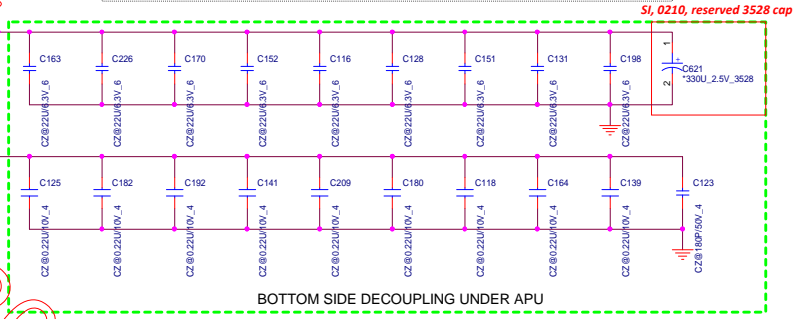 SI, 0210, reserved 3528 cap
C163
C226
C170
C152
C116
C128
C151
C131
C198
1
+
C621
*330U_2.5V_3528
2
CZ@22U/6.3V_6
CZ@22U/6.3V_6
CZ@22U/6.3V_6
CZ@22U/6.3V_6
CZ@22U/6.3V_6
CZ@22U/6.3V_6
CZ@22U/6.3V_6
CZ@22U/6.3V_6
CZ@22U/6.3V_6
C125
C182
C192
C141
C209
C180
C118
C164
C139
C123
CZ@0.22U/10V_4
CZ@0.22U/10V_4
CZ@0.22U/10V_4
CZ@0.22U/10V_4
CZ@0.22U/10V_4
CZ@0.22U/10V_4
CZ@0.22U/10V_4
CZ@0.22U/10V_4
CZ@0.22U/10V_4
CZ@180P/50V_4
BOTTOM SIDE DECOUPLING UNDER APU